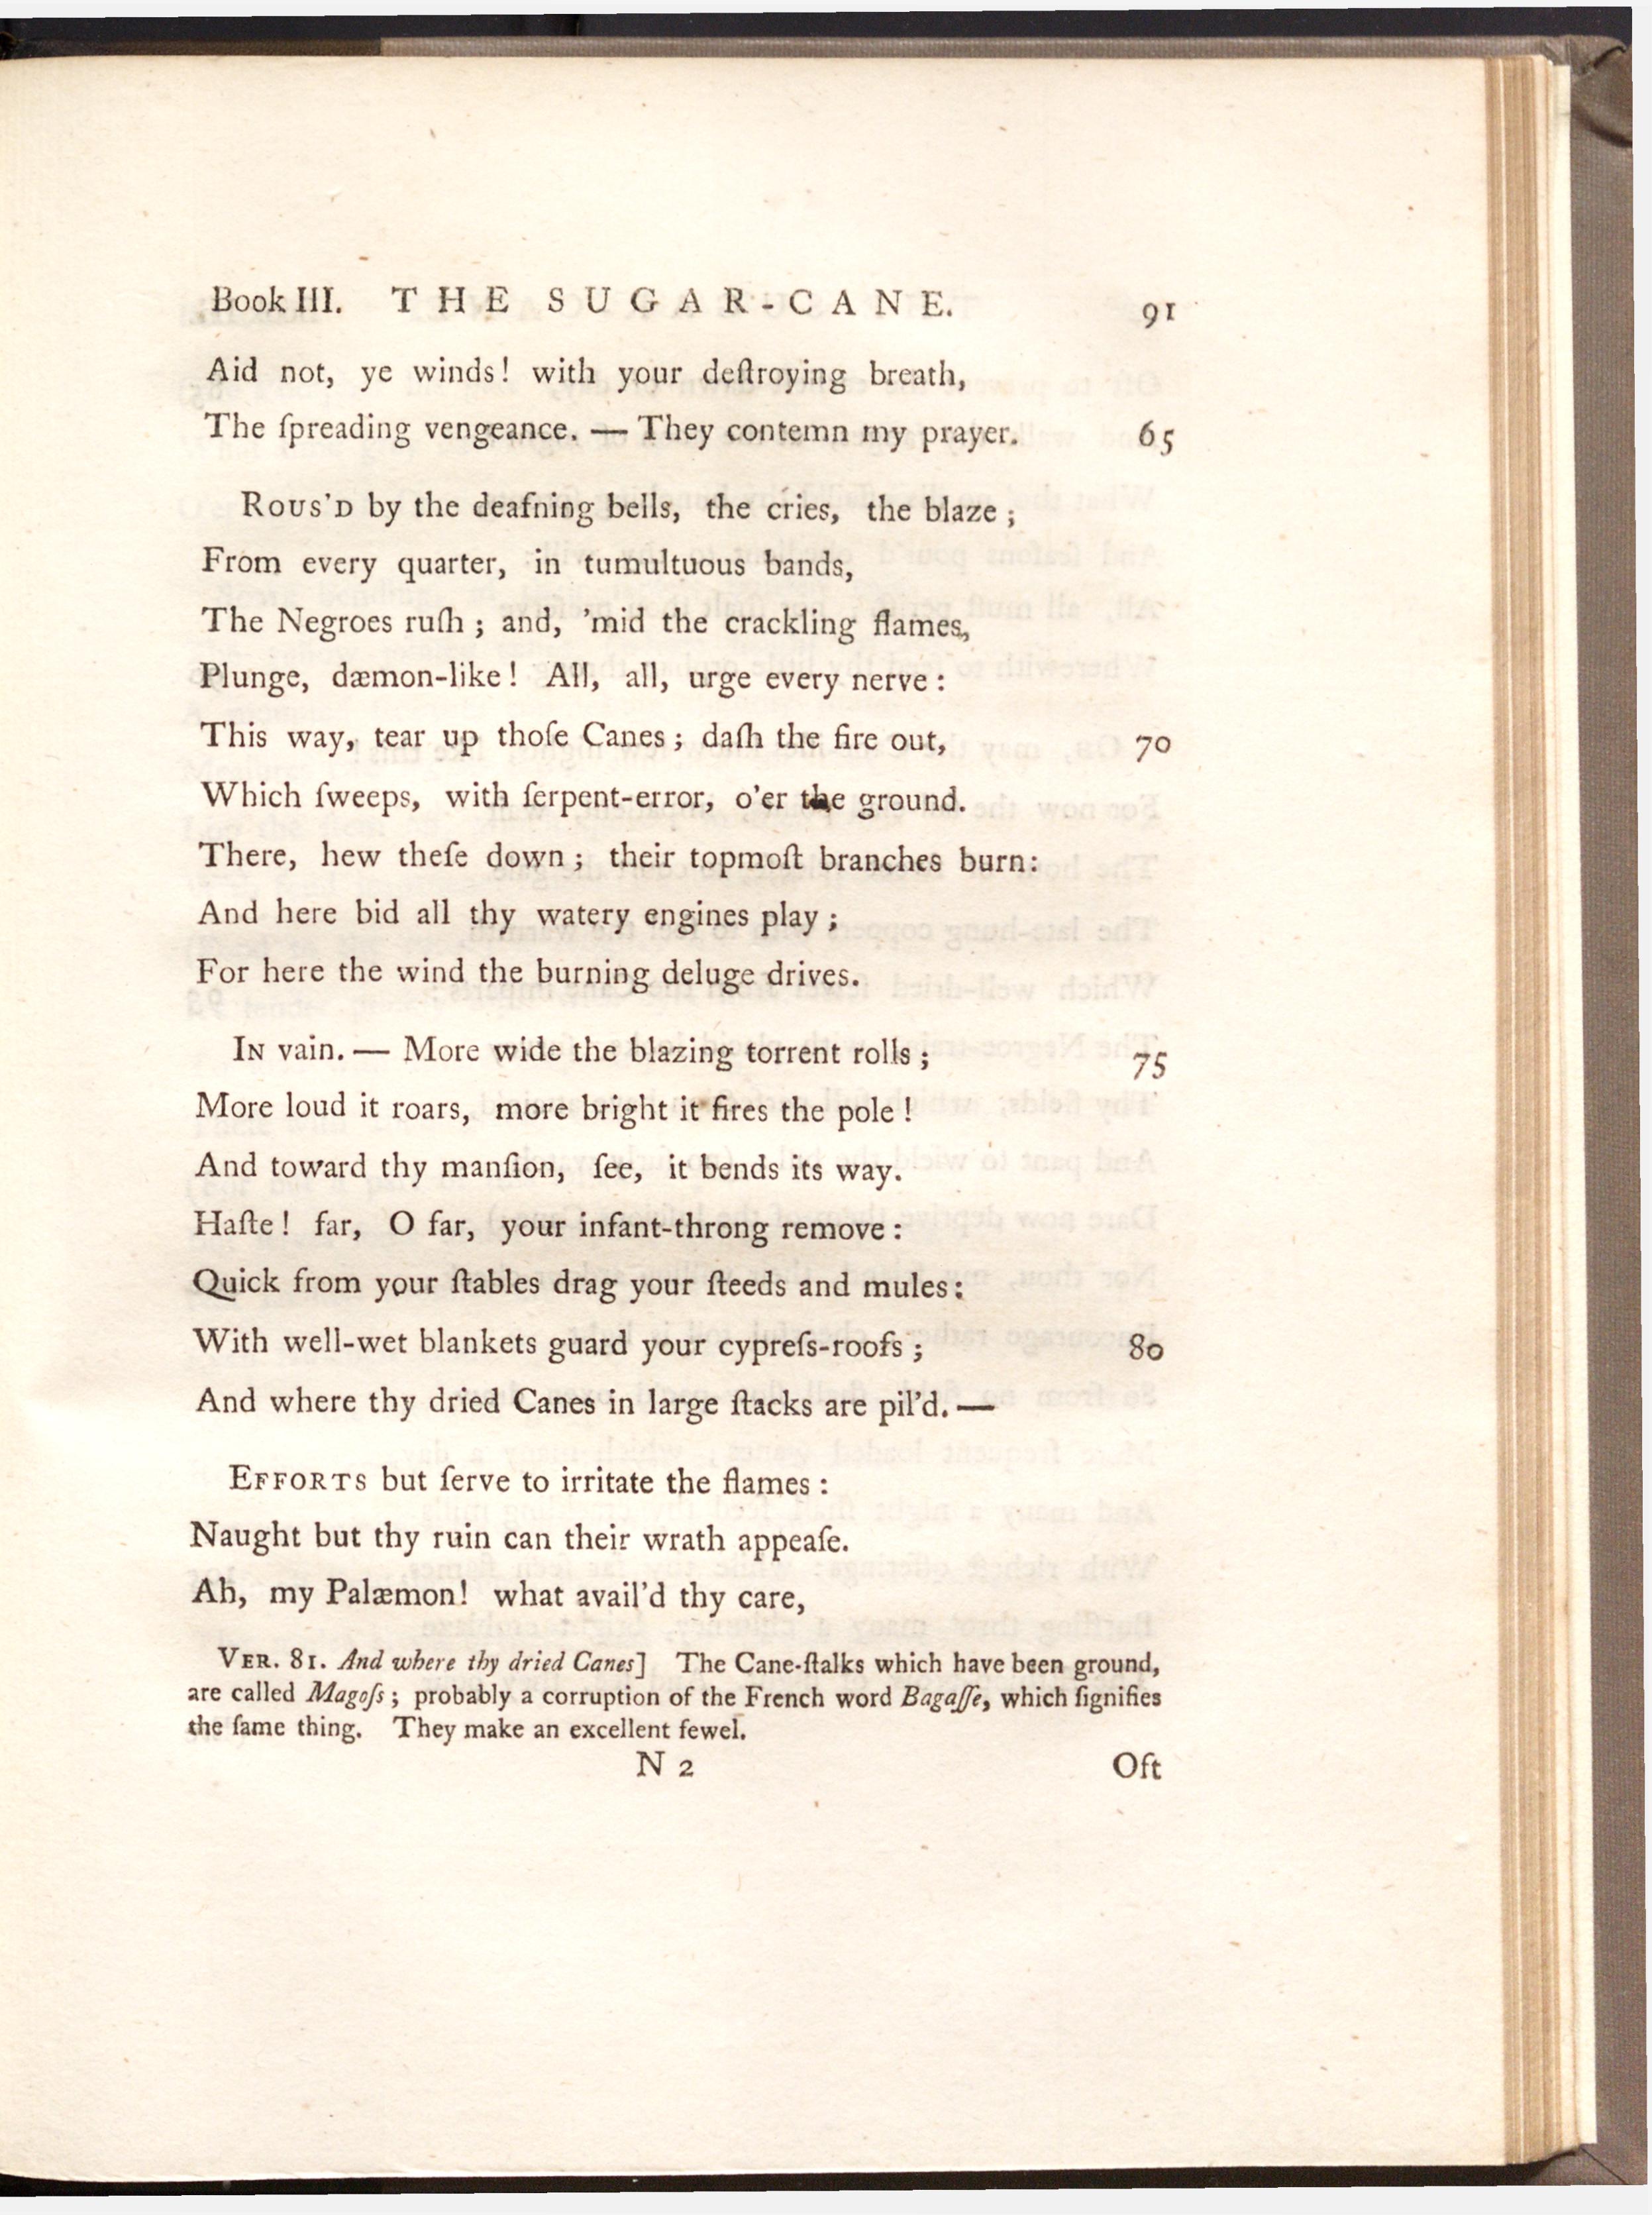 Book III. THE SUGAR-CANE. 91
Aid not, ye winds! with your deſtroying breath,
The ſpreading vengeance. — They contemn my prayer. 65
Rous'd by the deafning bells, the cries, the blaze;
From every quarter, in tumultuous bands,
The Negroes ruſh; and, 'mid the crackling flames,
Plunge, dæmon-like! All, all, urge every nerve:
This way, tear up thoſe Canes; daſh the fire out, 70
Which ſweeps, with ſerpent-error, o'er the ground.
There, hew theſe down; their topmoſt branches burn:
And here bid all thy watery engines play;
For here the wind the burning deluge drives.
In vain. — More wide the blazing torrent rolls; 75
More loud it roars, more bright it fires the pole!
And toward thy manſion, ſee, it bends its way.
Haſte! far, O far, your infant-throng remove:
Quick from your ſtables drag your ſteeds and mules:
With well-wet blankets guard your cypreſs-roofs; 80
And where thy dried Canes in large ſtacks are pil'd. —
Efforts but ſerve to irritate the flames:
Naught but thy ruin can their wrath appeaſe.
Ah, my Palæmon! what avail'd thy care,
Ver. 81. And where thy dried Canes] The Cane-ſtalks which have been ground,
are called Magoſs; probably a corruption of the French word Bagaſſe, which ſignifies
the ſame thing. They make an excellent fewel.
N 2 Oft